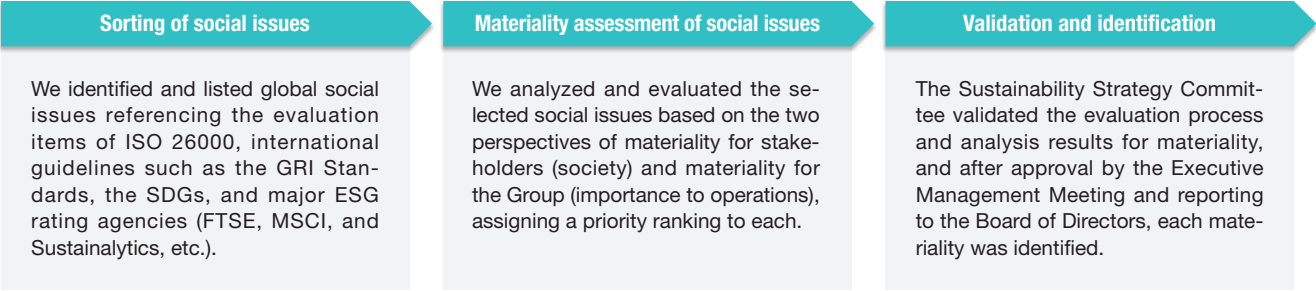 Sorting of social issues
We identified and listed global social
issues referencing the evaluation
items of ISO 26000, international
guidelines such as the GRI Stan-
dards, the SDGs, and major ESG
rating agencies (FTSE, MSCI, and
Sustainalytics, etc.).
Materiality assessment of social issues
We analyzed and evaluated the se-
lected social issues based on the two
perspectives of materiality for stake-
holders (society) and materiality for
the Group (importance to operations),
assigning a priority ranking to each.
Validation and identification
The Sustainability Strategy Commit-
tee validated the evaluation process
and analysis results for materiality,
and after approval by the Executive
Management Meeting and reporting
to the Board of Directors, each mate-
riality was identified.